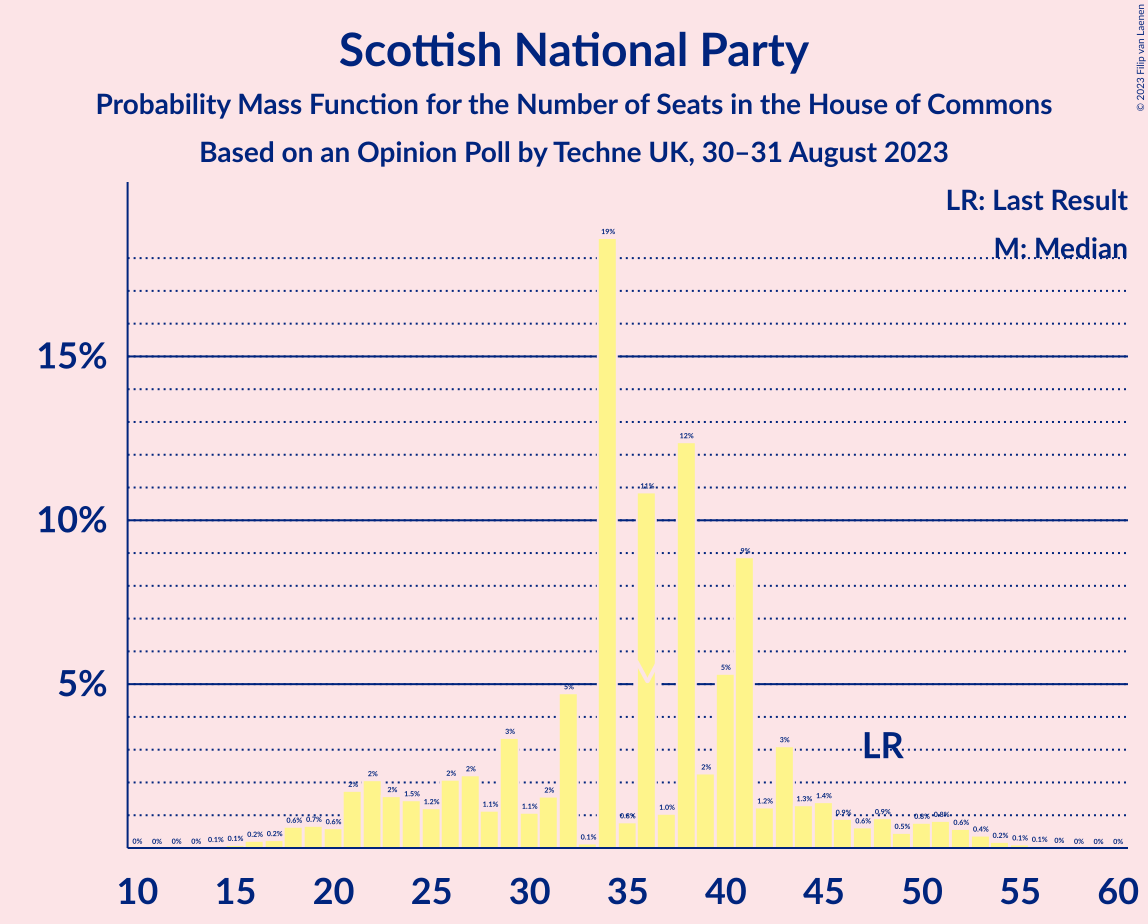 Scottish National Party
Probability Mass Function for the Number of Seats in the House of Commons
Based on an Opinion Poll by Techne UK, 30–31 August 2023
© 2023 Filip van Laenen
LR: Last Result
M: Median
15%
10%
5%
0% 0% 0% 0% 0.1% 0.1% 0.2% 0.2% 0.6% 0.7% 0.6% 2% 2% 2% 1.5% 1.2% 2% 2% 1.1% 3% 1.1% 2% 5% 0.1% 19% 0.8% 11% 1.0% 12% 2% 5% 9% 1.2% 3% 1.3% 1.4% 0.9% 0.6% 0.9% 0.5% 0.8% 0.8% 0.6% 0.4% 0.2% 0.1% 0.1% 0% 0% 0% 0%
LR
10 15 20 25 30 35 40 45 50 55 60